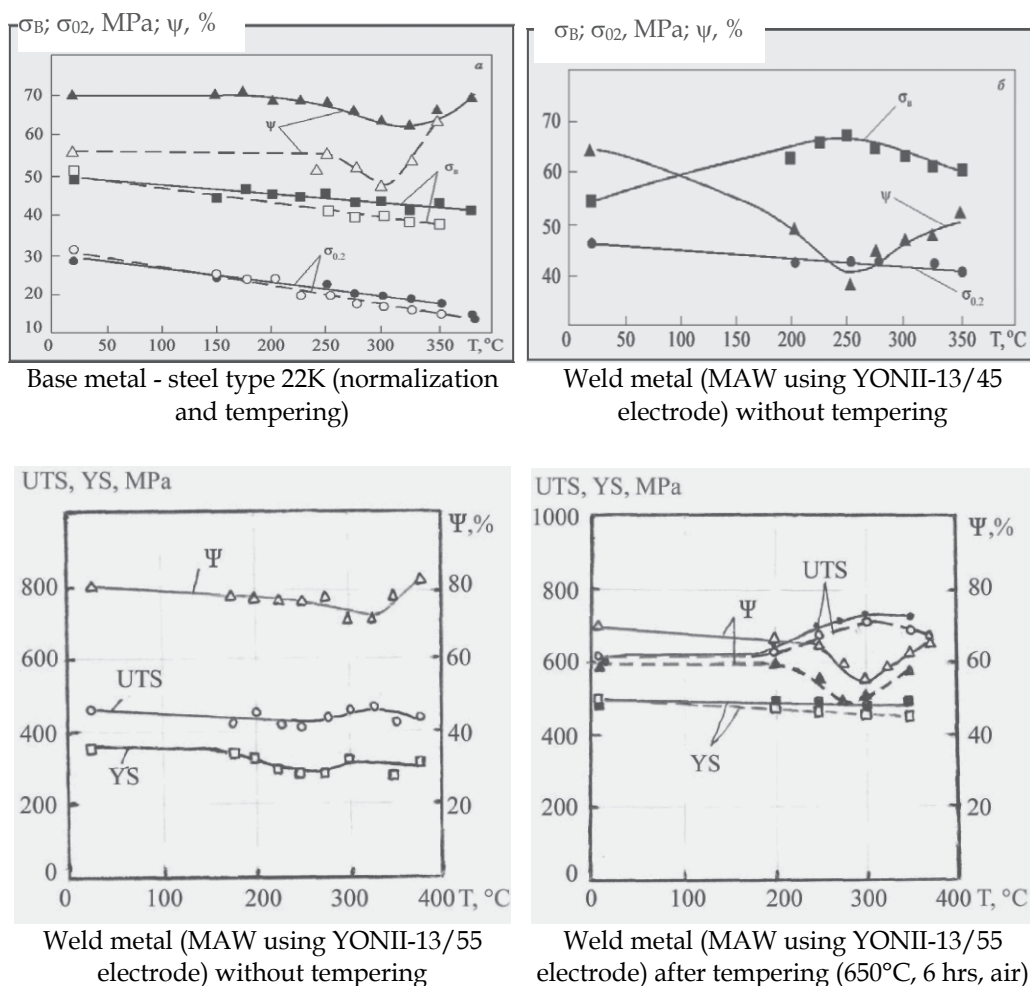 σB; σ02, MPa; ψ, %
а
70
60
50
40
30
20
10
ψ
σв
σ0.2
0 50 100 150 200 250 300 350 T, °C
Base metal - steel type 22K (normalization
and tempering)
σB; σ02, MPa; ψ, %
б
70
60
50
40
σв
ψ
σ0.2
0 50 100 150 200 250 300 350 T, °C
Weld metal (MAW using YONII-13/45
electrode) without tempering
UTS, YS, MPa
Ψ,%
800
600
400
200
0
80
60
40
20
Ψ
UTS
YS
0 100 200 300 400 T, °C
Weld metal (MAW using YONII-13/55
electrode) without tempering
UTS, YS, MPa
1000
Ψ,%
800
600
400
200
0
80
60
40
20
UTS
Ψ
YS
0 100 200 300 400 T, °C
Weld metal (MAW using YONII-13/55
electrode) after tempering (650°C, 6 hrs, air)